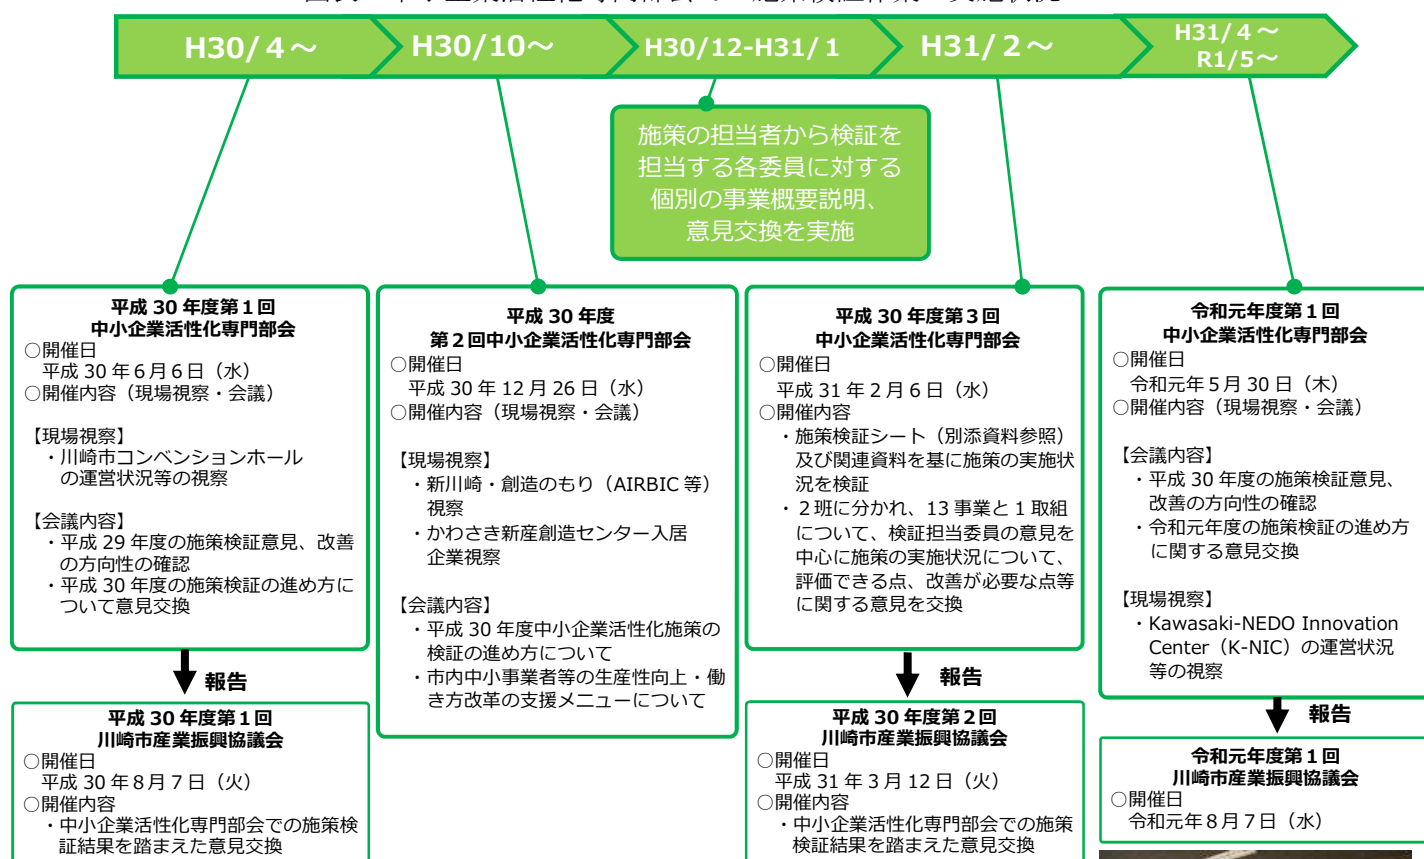 H30/４～
H30/10～
H30/12-H31/１
H31/２～
H31/４～
R1/5～
施策の担当者から検証を
担当する各委員に対する
個別の事業概要説明、
意見交換を実施
平成 30 年度第１回
中小企業活性化専門部会
○開催日
平成 30 年６月６日（水）
○開催内容（現場視察・会議）
【現場視察】
・川崎市コンベンションホール
の運営状況等の視察
【会議内容】
・平成 29 年度の施策検証意見、改善
の方向性の確認
・平成 30 年度の施策検証の進め方に
ついて意見交換
報告
平成 30 年度第１回
川崎市産業振興協議会
○開催日
平成 30 年８月７日（火）
○開催内容
・中小企業活性化専門部会での施策検
証結果を踏まえた意見交換
平成 30 年度
第２回中小企業活性化専門部会
○開催日
平成 30 年 12 月 26 日（水）
○開催内容（現場視察・会議）
【現場視察】
・新川崎・創造のもり（AIRBIC 等）
視察
・かわさき新産創造センター入居
企業視察
【会議内容】
・平成 30 年度中小企業活性化施策の
検証の進め方について
・市内中小事業者等の生産性向上・働
き方改革の支援メニューについて
平成 30 年度第３回
中小企業活性化専門部会
○開催日
平成 31 年２月６日（水）
○開催内容
・施策検証シート（別添資料参照）
及び関連資料を基に施策の実施状
況を検証
・２班に分かれ、13 事業と１取組
について、検証担当委員の意見を
中心に施策の実施状況について、
評価できる点、改善が必要な点等
に関する意見を交換
報告
平成 30 年度第２回
川崎市産業振興協議会
○開催日
平成 31 年３月 12 日（火）
○開催内容
・中小企業活性化専門部会での施策
検証結果を踏まえた意見交換
令和元年度第１回
中小企業活性化専門部会
○開催日
令和元年５月 30 日（木）
○開催内容（現場視察・会議）
【会議内容】
・平成 30 年度の施策検証意見、
改善の方向性の確認
・令和元年度の施策検証の進め方
に関する意見交換
【現場視察】
・Kawasaki-NEDO Innovation
Center（K-NIC）の運営状況
等の視察
報告
令和元年度第１回
川崎市産業振興協議会
○開催日
令和元年８月７日（水）